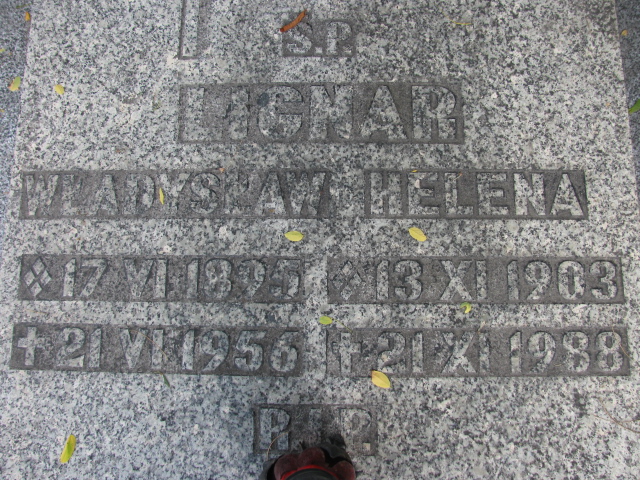 Ś.P.
WŁADYSŁAW HELENA
17 VI 1895 13 XI 1903
21 VI 1956 21 XI 1988
R.I.P.